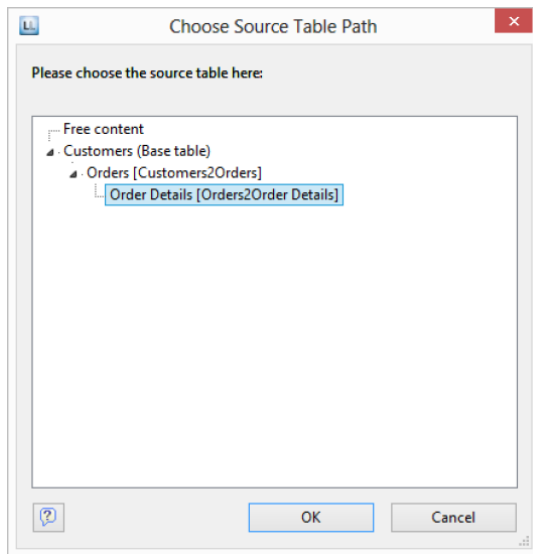 LL
Choose Source Table Path
Please choose the source table here:
Free content
Customers (Base table)
Orders [Customers2Orders]
Order Details [Orders2Order Details]
OK
Cancel